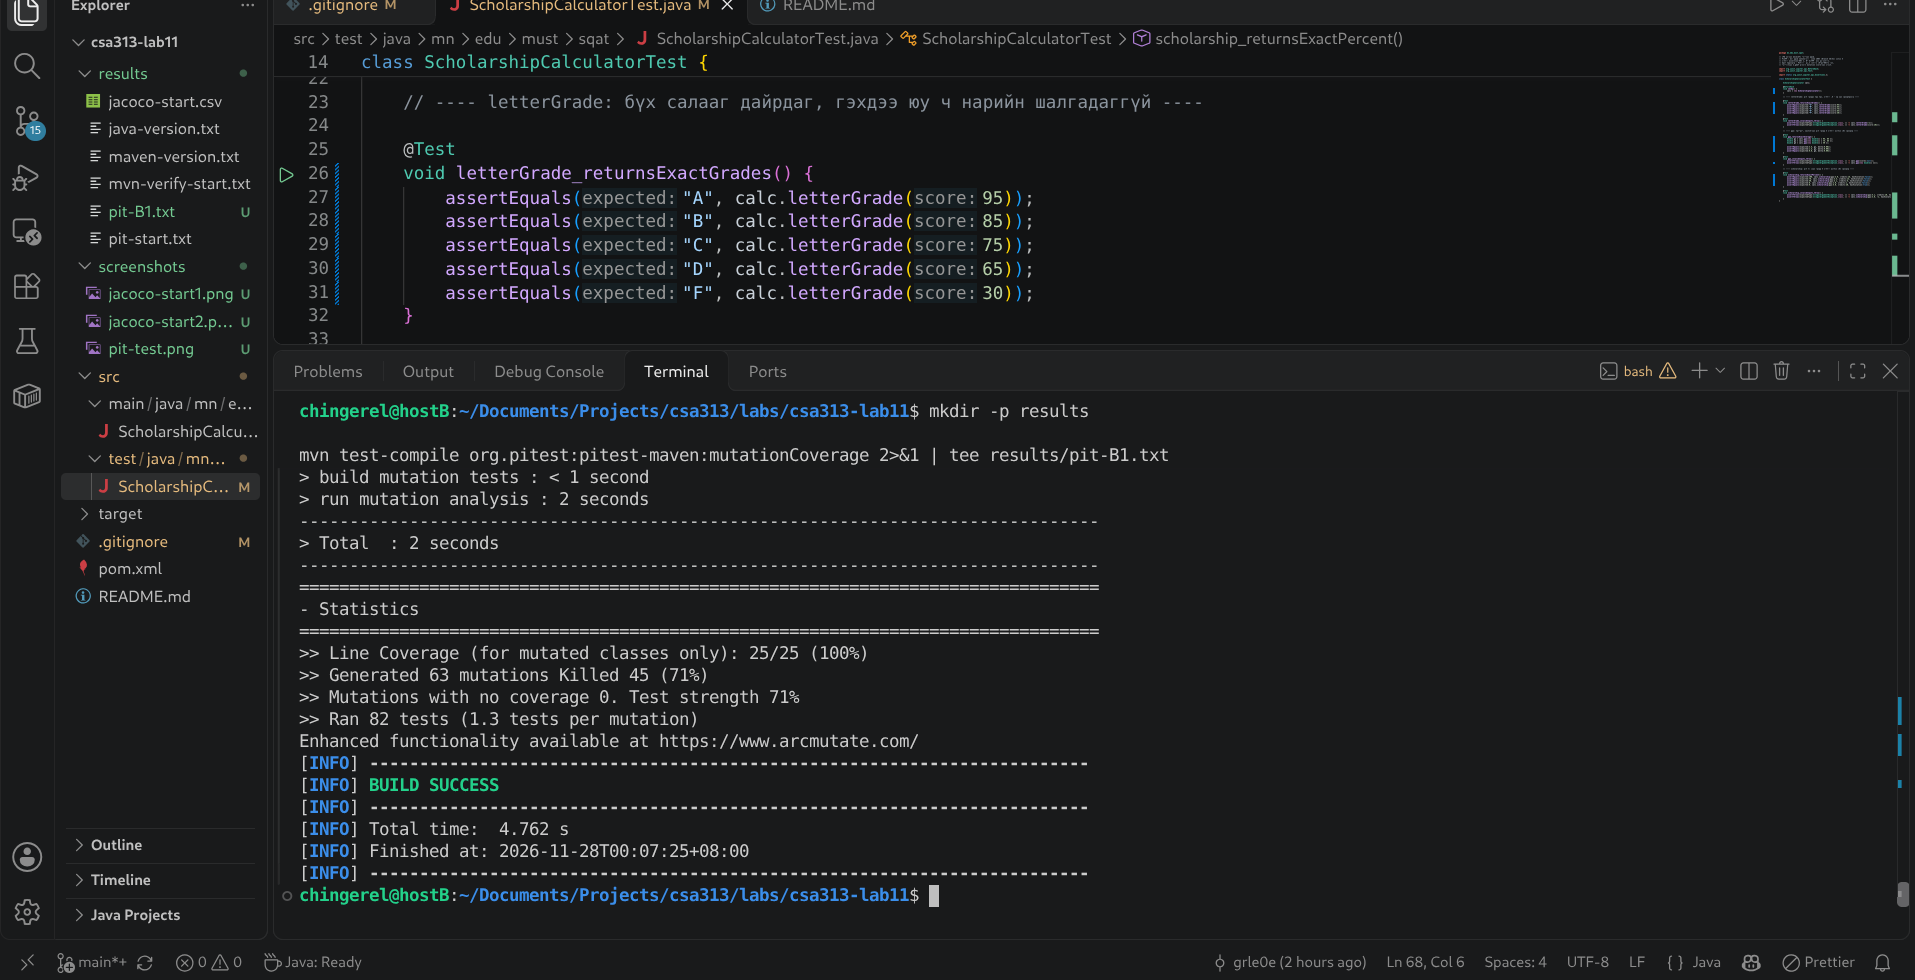 Explorer
···
csa313-lab11
results
jacoco-start.csv
java-version.txt
maven-version.txt
mvn-verify-start.txt
pit-B1.txt U
pit-start.txt
screenshots
jacoco-start1.png U
jacoco-start2.p... U
pit-test.png U
src
main/java/mn/e...
ScholarshipCalcu...
test/java/mn...
ScholarshipC... M
target
.gitignore M
pom.xml
README.md
Outline
Timeline
Java Projects
15
.gitignore M
ScholarshipCalculatorTest.java M
README.md
src > test > java > mn > edu > must > sqat > ScholarshipCalculatorTest.java > ScholarshipCalculatorTest > scholarship_returnsExactPercent()
14 class ScholarshipCalculatorTest {
22
23 // ---- letterGrade: бүх салааг дайрдаг, гэхдээ юу ч нарийн шалгадаггүй ----
24
25 @Test
26 void letterGrade_returnsExactGrades() {
27 assertEquals(expected: "A", calc.letterGrade(score: 95));
28 assertEquals(expected: "B", calc.letterGrade(score: 85));
29 assertEquals(expected: "C", calc.letterGrade(score: 75));
30 assertEquals(expected: "D", calc.letterGrade(score: 65));
31 assertEquals(expected: "F", calc.letterGrade(score: 30));
32 }
33
Problems Output Debug Console Terminal Ports
bash
chingerel@hostB:~/Documents/Projects/csa313/labs/csa313-lab11$ mkdir -p results
mvn test-compile org.pitest:pitest-maven:mutationCoverage 2>&1 | tee results/pit-B1.txt
> build mutation tests : < 1 second
> run mutation analysis : 2 seconds
--------------------------------------------------------------------------------
> Total  : 2 seconds
--------------------------------------------------------------------------------
================================================================================
- Statistics
================================================================================
>> Line Coverage (for mutated classes only): 25/25 (100%)
>> Generated 63 mutations Killed 45 (71%)
>> Mutations with no coverage 0. Test strength 71%
>> Ran 82 tests (1.3 tests per mutation)
Enhanced functionality available at https://www.arcmutate.com/
[INFO] ------------------------------------------------------------------------
[INFO] BUILD SUCCESS
[INFO] ------------------------------------------------------------------------
[INFO] Total time:  4.762 s
[INFO] Finished at: 2026-11-28T00:07:25+08:00
[INFO] ------------------------------------------------------------------------
chingerel@hostB:~/Documents/Projects/csa313/labs/csa313-lab11$
main*+ 0 0 Java: Ready grle0e (2 hours ago) Ln 68, Col 6 Spaces: 4 UTF-8 LF { } Java Prettier